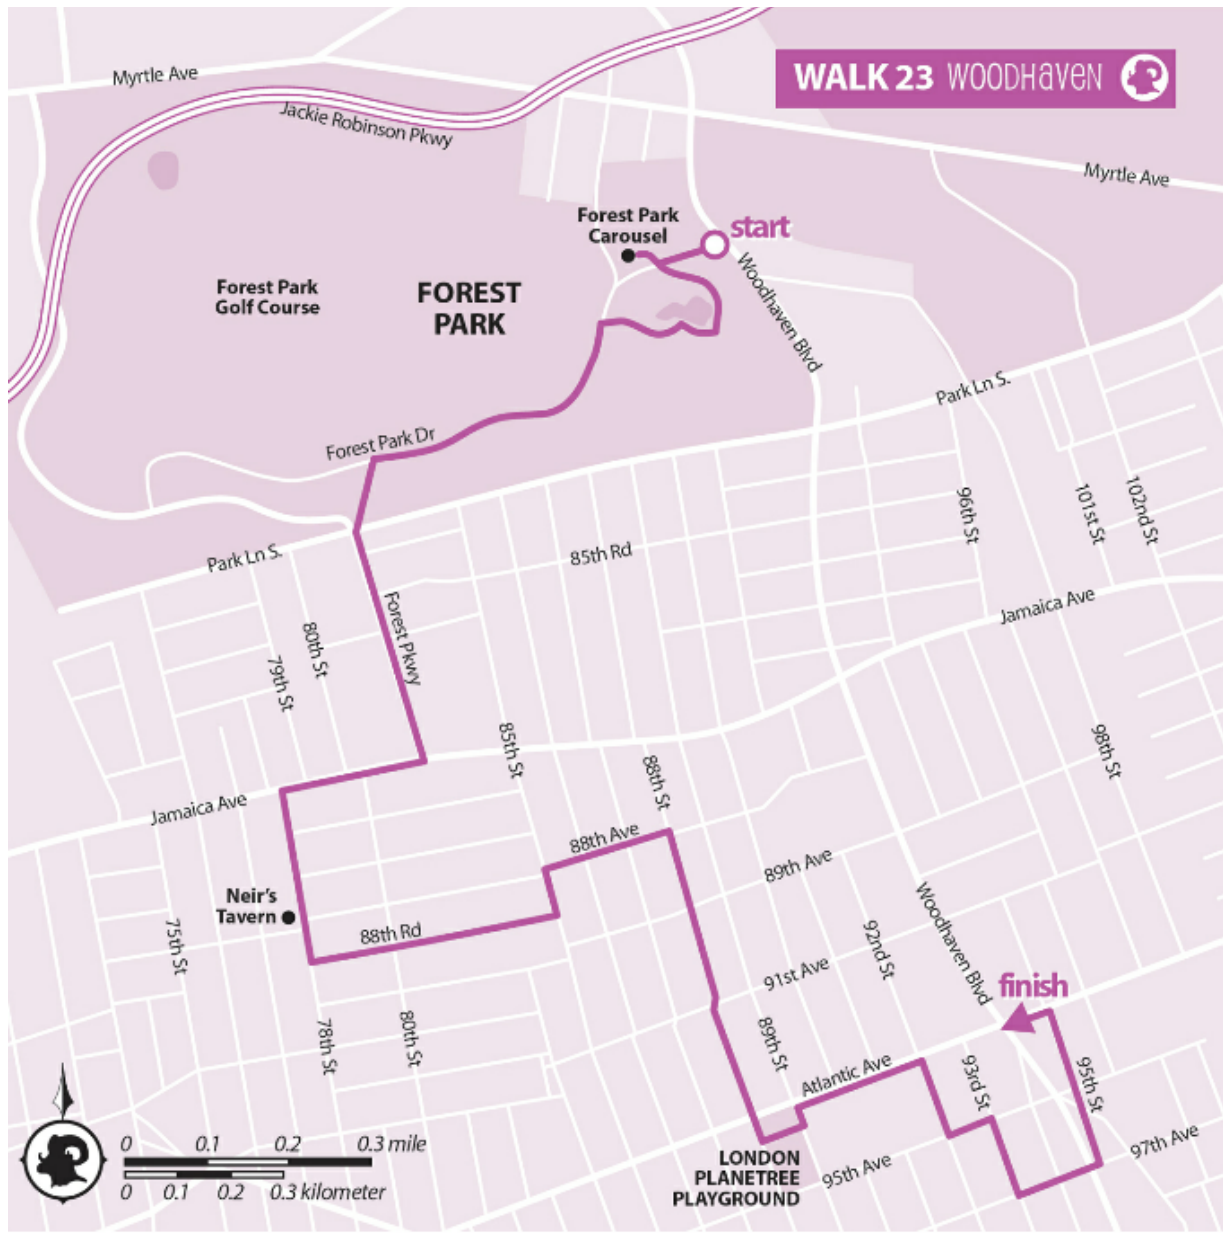 WALK 23 WOODHAVEN
Myrtle Ave
Jackie Robinson Pkwy
Myrtle Ave
Forest Park
Carousel
start
Woodhaven Blvd
Forest Park
Golf Course
FOREST
PARK
Park Ln S.
Forest Park Dr
96th St
101st St
102nd St
Park Ln S.
85th Rd
Forest Pkwy
Jamaica Ave
80th St
79th St
85th St
88th St
98th St
Jamaica Ave
88th Ave
89th Ave
Neir's
Tavern
88th Rd
75th St
92nd St
Woodhaven Blvd
91st Ave
finish
78th St
80th St
89th St
Atlantic Ave
93rd St
95th St
97th Ave
95th Ave
LONDON
PLANETREE
PLAYGROUND
0 0.1 0.2 0.3 mile
0 0.1 0.2 0.3 kilometer